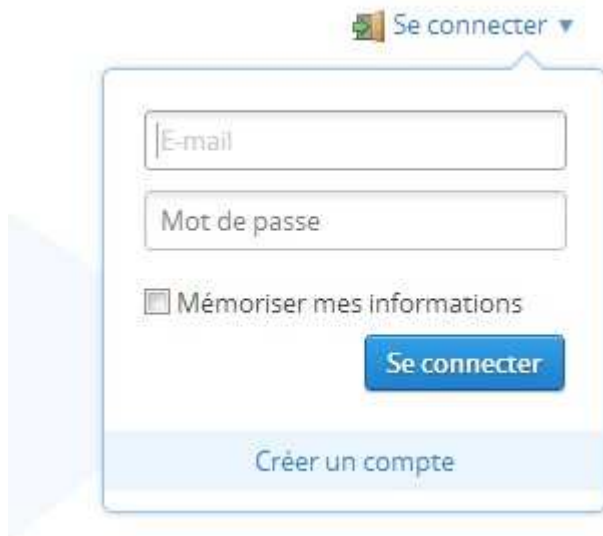 Se connecter ▼
E-mail
Mot de passe
Mémoriser mes informations
Se connecter
Créer un compte